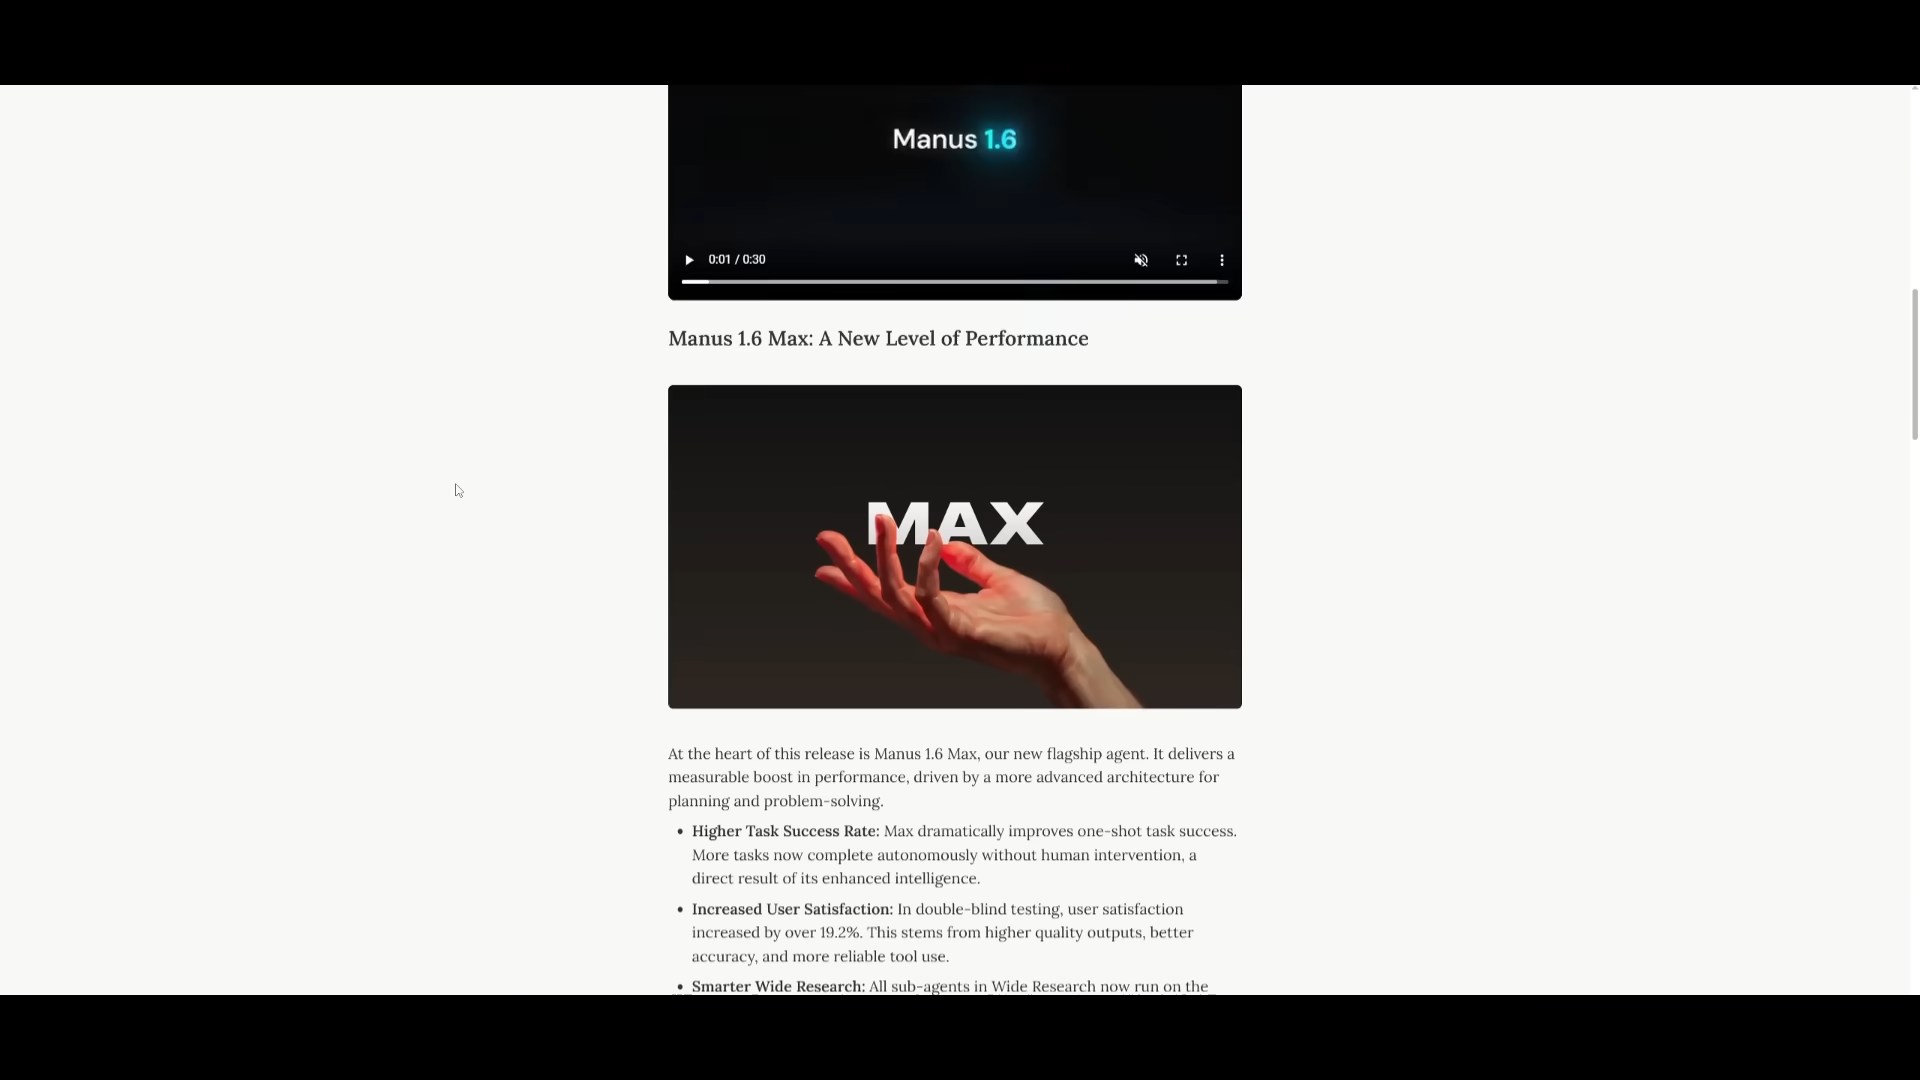 Manus 1.6
0:01 / 0:30
Manus 1.6 Max: A New Level of Performance
MAX
At the heart of this release is Manus 1.6 Max, our new flagship agent. It delivers a
measurable boost in performance, driven by a more advanced architecture for
planning and problem-solving.
• Higher Task Success Rate: Max dramatically improves one-shot task success.
More tasks now complete autonomously without human intervention, a
direct result of its enhanced intelligence.
• Increased User Satisfaction: In double-blind testing, user satisfaction
increased by over 19.2%. This stems from higher quality outputs, better
accuracy, and more reliable tool use.
• Smarter Wide Research: All sub-agents in Wide Research now run on the